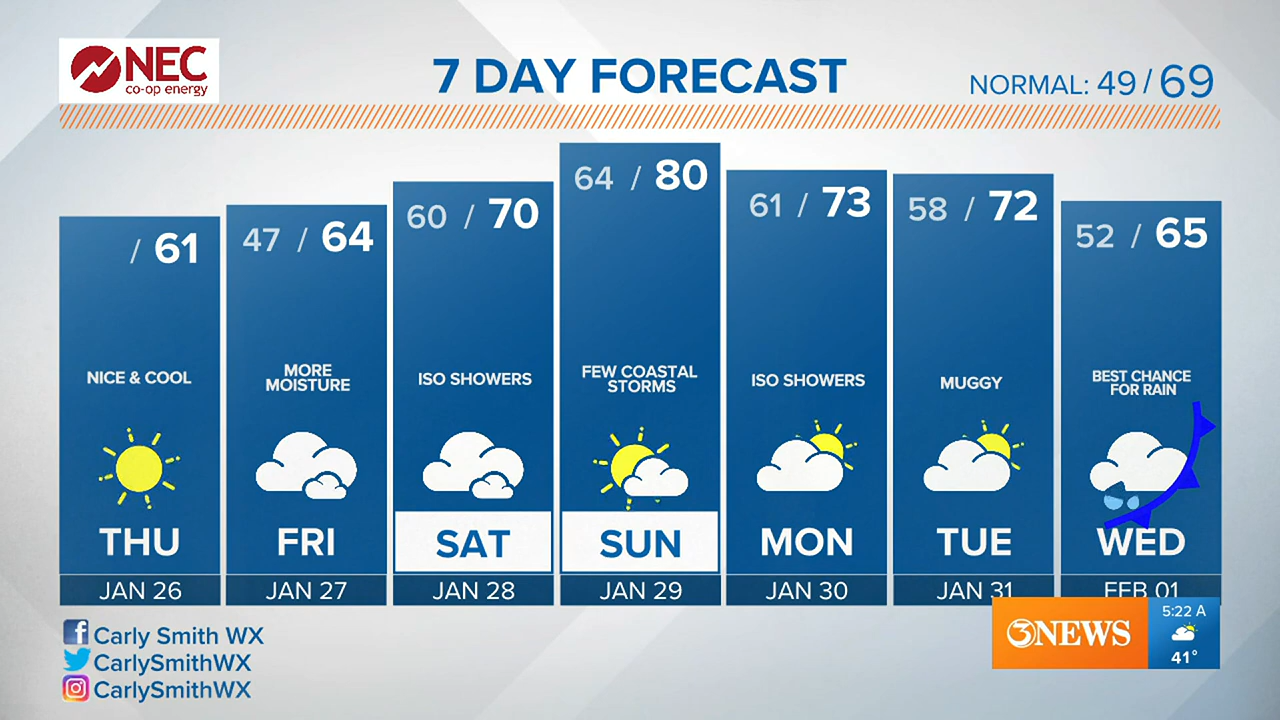 NEC
co-op energy
7 DAY FORECAST
NORMAL: 49 / 69
/ 61
47 / 64
60 / 70
64 / 80
61 / 73
58 / 72
52 / 65
NICE & COOL
MORE
MOISTURE
ISO SHOWERS
FEW COASTAL
STORMS
ISO SHOWERS
MUGGY
BEST CHANCE
FOR RAIN
THU
FRI
SAT
SUN
MON
TUE
WED
JAN 26
JAN 27
JAN 28
JAN 29
JAN 30
JAN 31
FEB 01
Carly Smith WX
CarlySmithWX
CarlySmithWX
3NEWS
5:22 A
41°